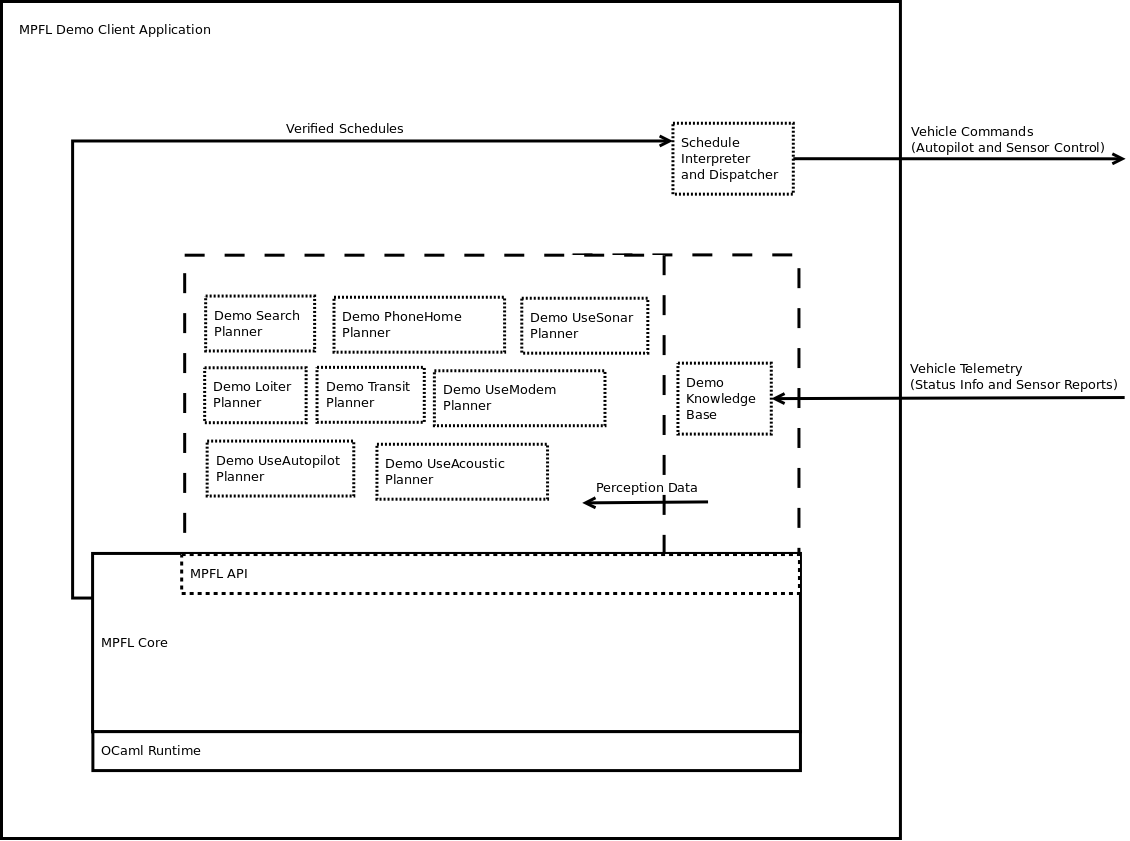 MPFL Demo Client Application
Verified Schedules
Schedule
Interpreter
and Dispatcher
Vehicle Commands
(Autopilot and Sensor Control)
Demo Search
Planner
Demo PhoneHome
Planner
Demo UseSonar
Planner
Demo Loiter
Planner
Demo Transit
Planner
Demo UseModem
Planner
Demo
Knowledge
Base
Vehicle Telemetry
(Status Info and Sensor Reports)
Demo UseAutopilot
Planner
Demo UseAcoustic
Planner
Perception Data
MPFL API
MPFL Core
OCaml Runtime